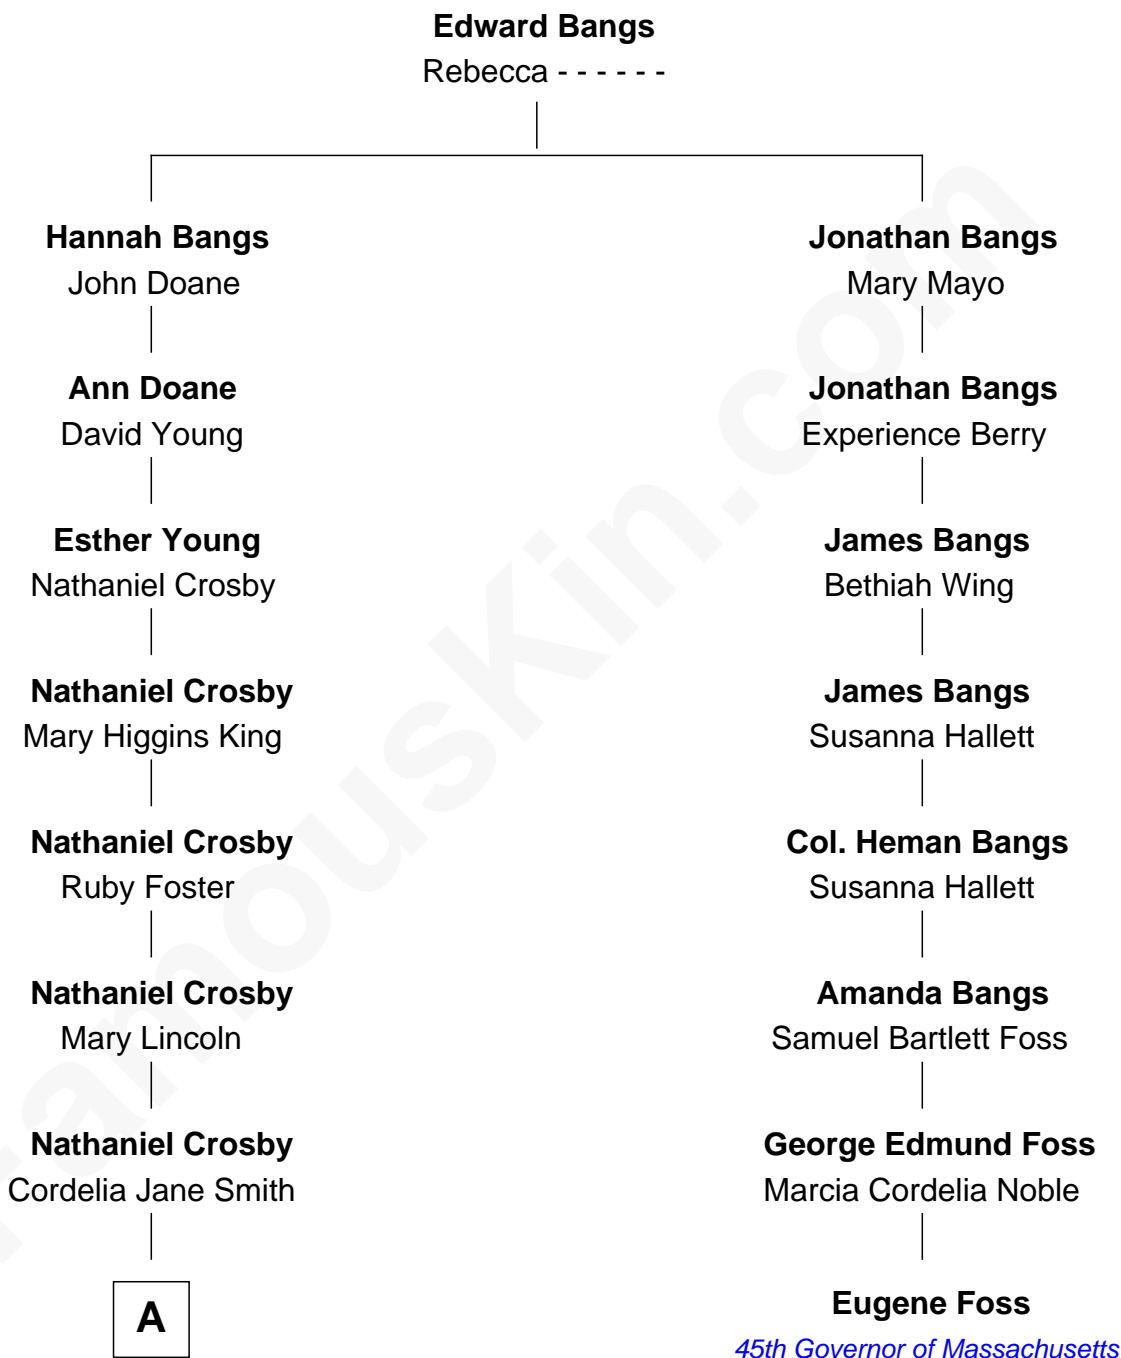 Edward Bangs
Rebecca - - - - - -
Hannah Bangs
John Doane
Jonathan Bangs
Mary Mayo
Ann Doane
David Young
Jonathan Bangs
Experience Berry
Esther Young
Nathaniel Crosby
James Bangs
Bethiah Wing
Nathaniel Crosby
Mary Higgins King
James Bangs
Susanna Hallett
Nathaniel Crosby
Ruby Foster
Col. Heman Bangs
Susanna Hallett
Nathaniel Crosby
Mary Lincoln
Amanda Bangs
Samuel Bartlett Foss
Nathaniel Crosby
Cordelia Jane Smith
George Edmund Foss
Marcia Cordelia Noble
A
Eugene Foss
45th Governor of Massachusetts
famouskin.com